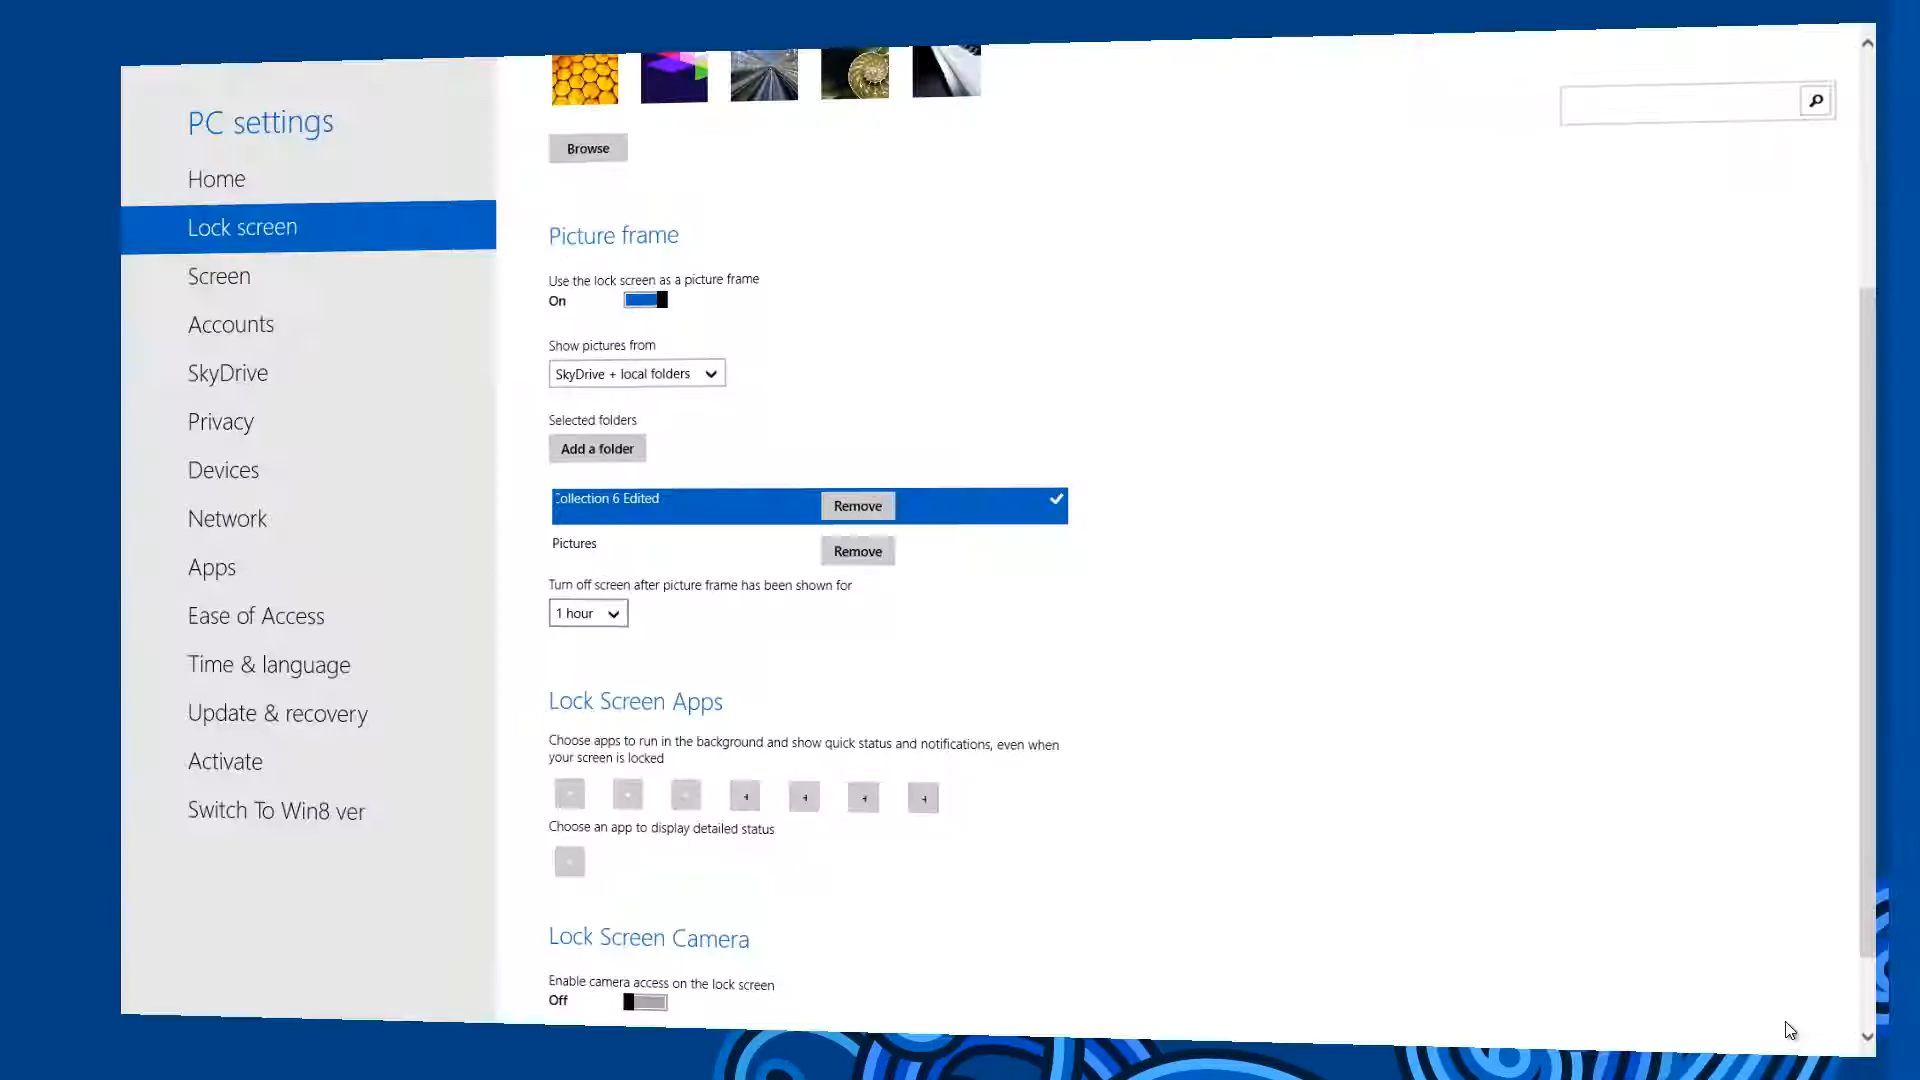 PC settings
Home
Lock screen
Screen
Accounts
SkyDrive
Privacy
Devices
Network
Apps
Ease of Access
Time & language
Update & recovery
Activate
Switch To Win8 ver
Browse
Picture frame
Use the lock screen as a picture frame
On
Show pictures from
SkyDrive + local folders
Selected folders
Add a folder
Collection 6 Edited Remove
Pictures Remove
Turn off screen after picture frame has been shown for
1 hour
Lock Screen Apps
Choose apps to run in the background and show quick status and notifications, even when
your screen is locked
Choose an app to display detailed status
Lock Screen Camera
Enable camera access on the lock screen
Off